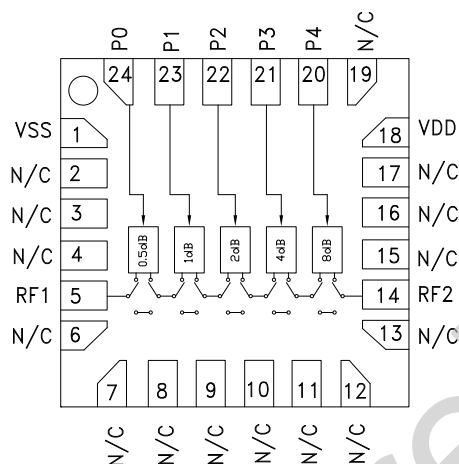 P0 P1 P2 P3 P4 N/C
24 23 22 21 20 19
VSS 1 18 VDD
N/C 2 17 N/C
N/C 3 16 N/C
N/C 4 15 N/C
0.5dB 1dB 2dB 4dB 8dB
RF1 5 14 RF2
N/C 6 13 N/C
7 8 9 10 11 12
N/C N/C N/C N/C N/C N/C